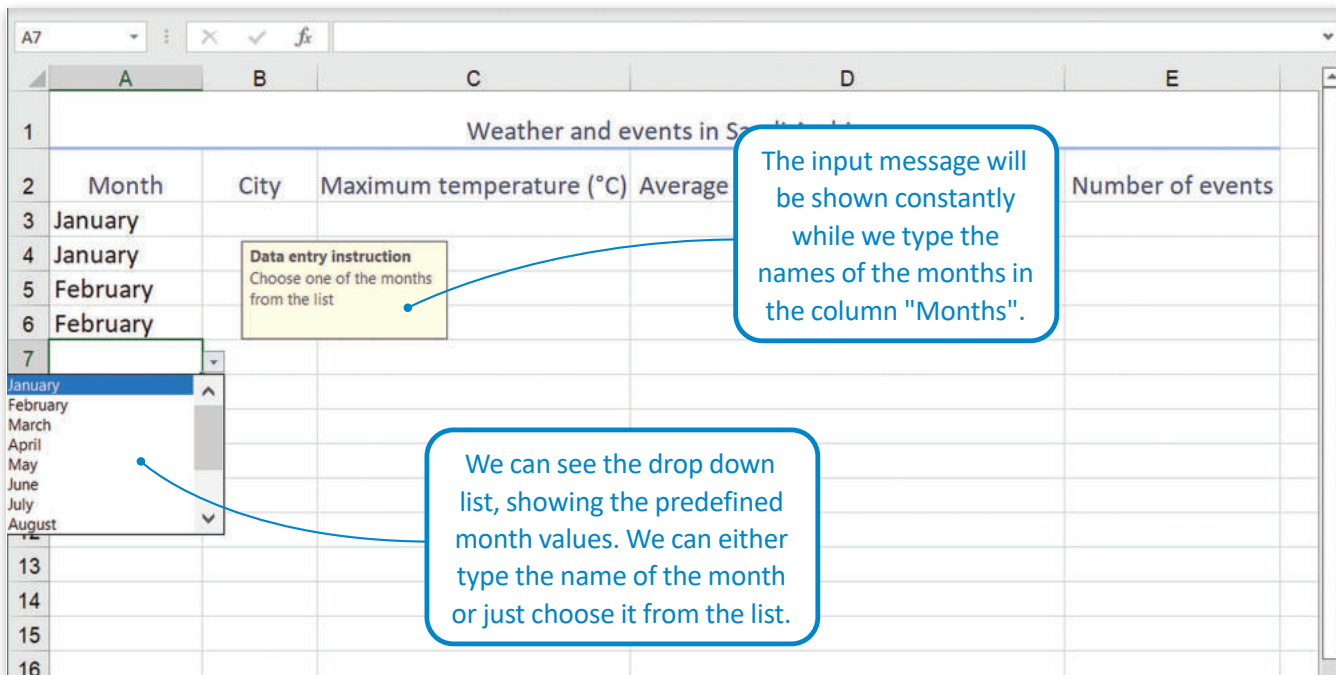 A7 fx
A B C D E
1 Weather and events in
2 Month City Maximum temperature (°C) Average Number of events
3 January
4 January
5 February
6 February
7
Data entry instruction
Choose one of the months
from the list
The input message will
be shown constantly
while we type the
names of the months in
the column "Months".
January
February
March
April
May
June
July
August
We can see the drop down
list, showing the predefined
month values. We can either
type the name of the month
or just choose it from the list.
13
14
15
16